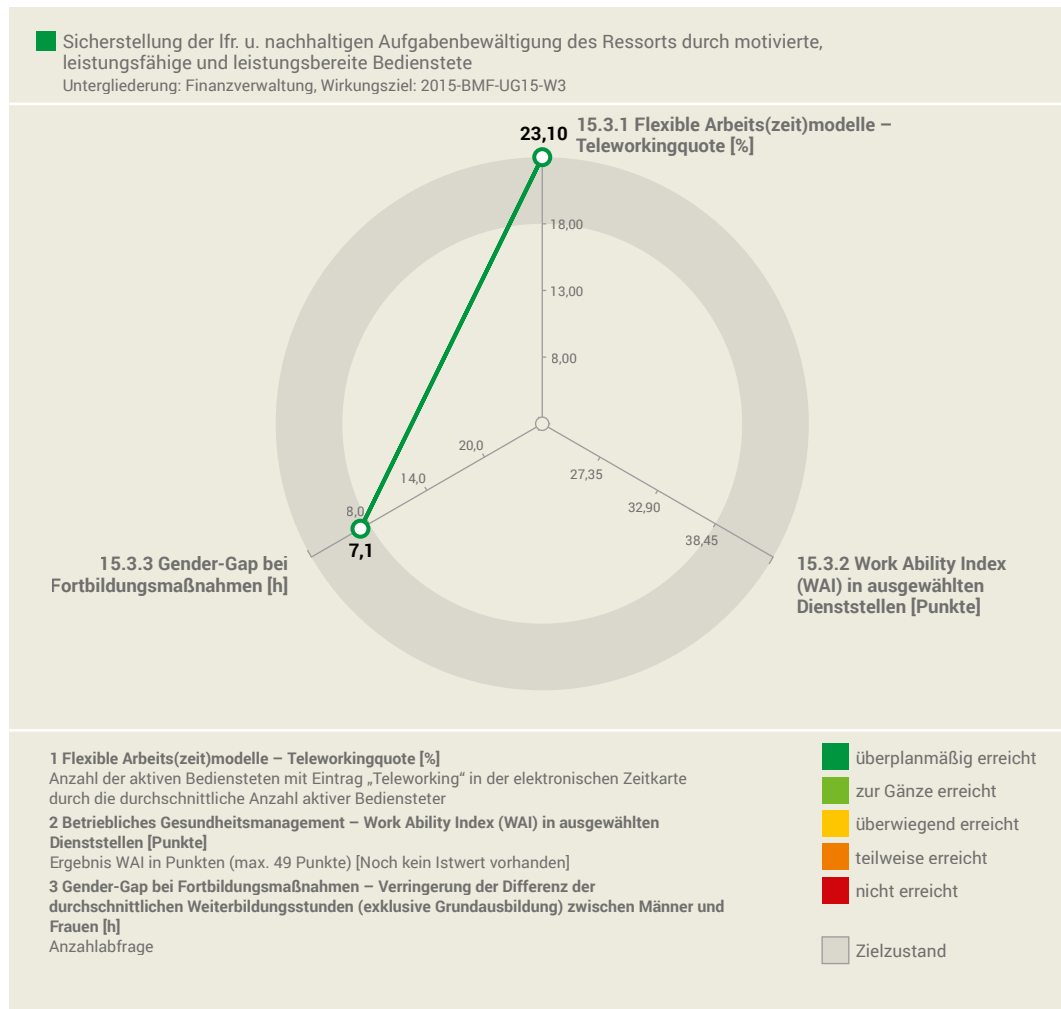 Sicherstellung der lfr. u. nachhaltigen Aufgabenbewältigung des Ressorts durch motivierte,
leistungsfähige und leistungsbereite Bedienstete
Untergliederung: Finanzverwaltung, Wirkungsziel: 2015-BMF-UG15-W3
23,10
15.3.1 Flexible Arbeits(zeit)modelle –
Teleworkingquote [%]
18,00
13,00
8,00
20,0
14,0
8,0
7,1
27,35
32,90
38,45
15.3.3 Gender-Gap bei
Fortbildungsmaßnahmen [h]
15.3.2 Work Ability Index
(WAI) in ausgewählten
Dienststellen [Punkte]
1 Flexible Arbeits(zeit)modelle – Teleworkingquote [%]
Anzahl der aktiven Bediensteten mit Eintrag „Teleworking" in der elektronischen Zeitkarte
durch die durchschnittliche Anzahl aktiver Bediensteter
2 Betriebliches Gesundheitsmanagement – Work Ability Index (WAI) in ausgewählten
Dienststellen [Punkte]
Ergebnis WAI in Punkten (max. 49 Punkte) [Noch kein Istwert vorhanden]
3 Gender-Gap bei Fortbildungsmaßnahmen – Verringerung der Differenz der
durchschnittlichen Weiterbildungsstunden (exklusive Grundausbildung) zwischen Männer und
Frauen [h]
Anzahlabfrage
überplanmäßig erreicht
zur Gänze erreicht
überwiegend erreicht
teilweise erreicht
nicht erreicht
Zielzustand